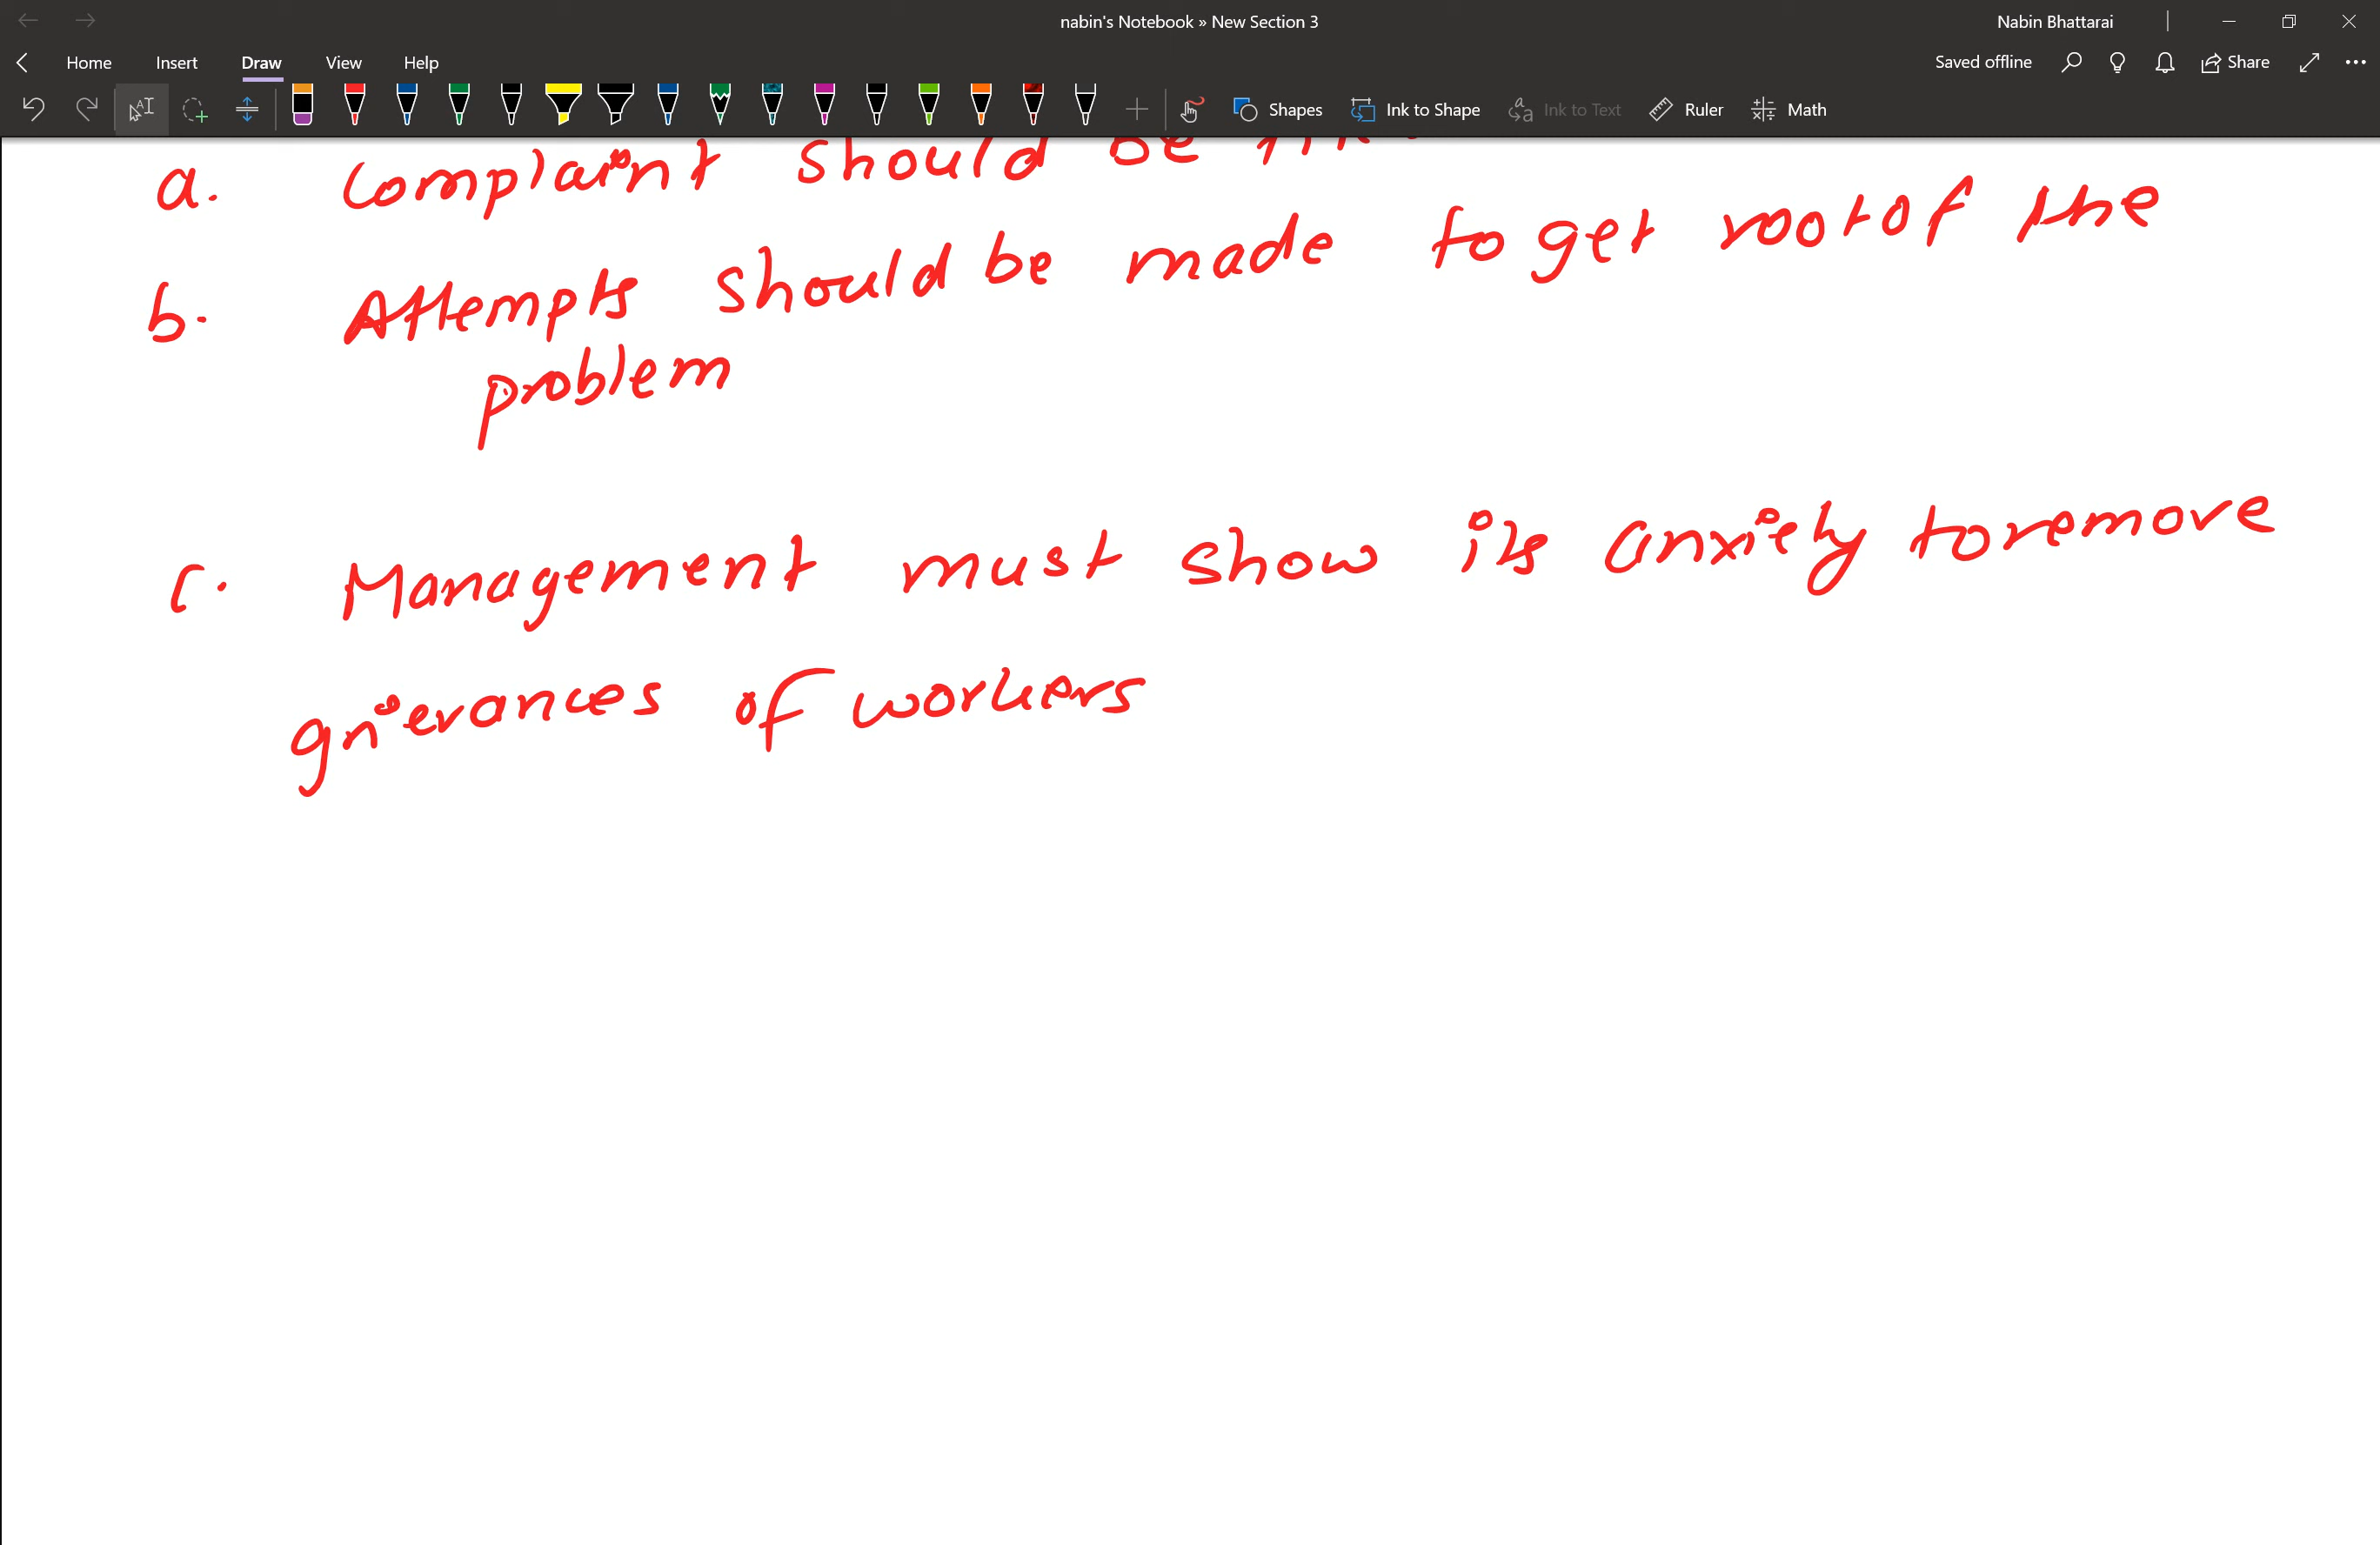 nabin's Notebook » New Section 3
Nabin Bhattarai
Home Insert Draw View Help
Saved offline
Share
Shapes Ink to Shape Ink to Text Ruler Math
a. Complaint should be
b. Attempts should be made to get root of the
problem
c. Management must show its anxiety to remove
grievances of workers